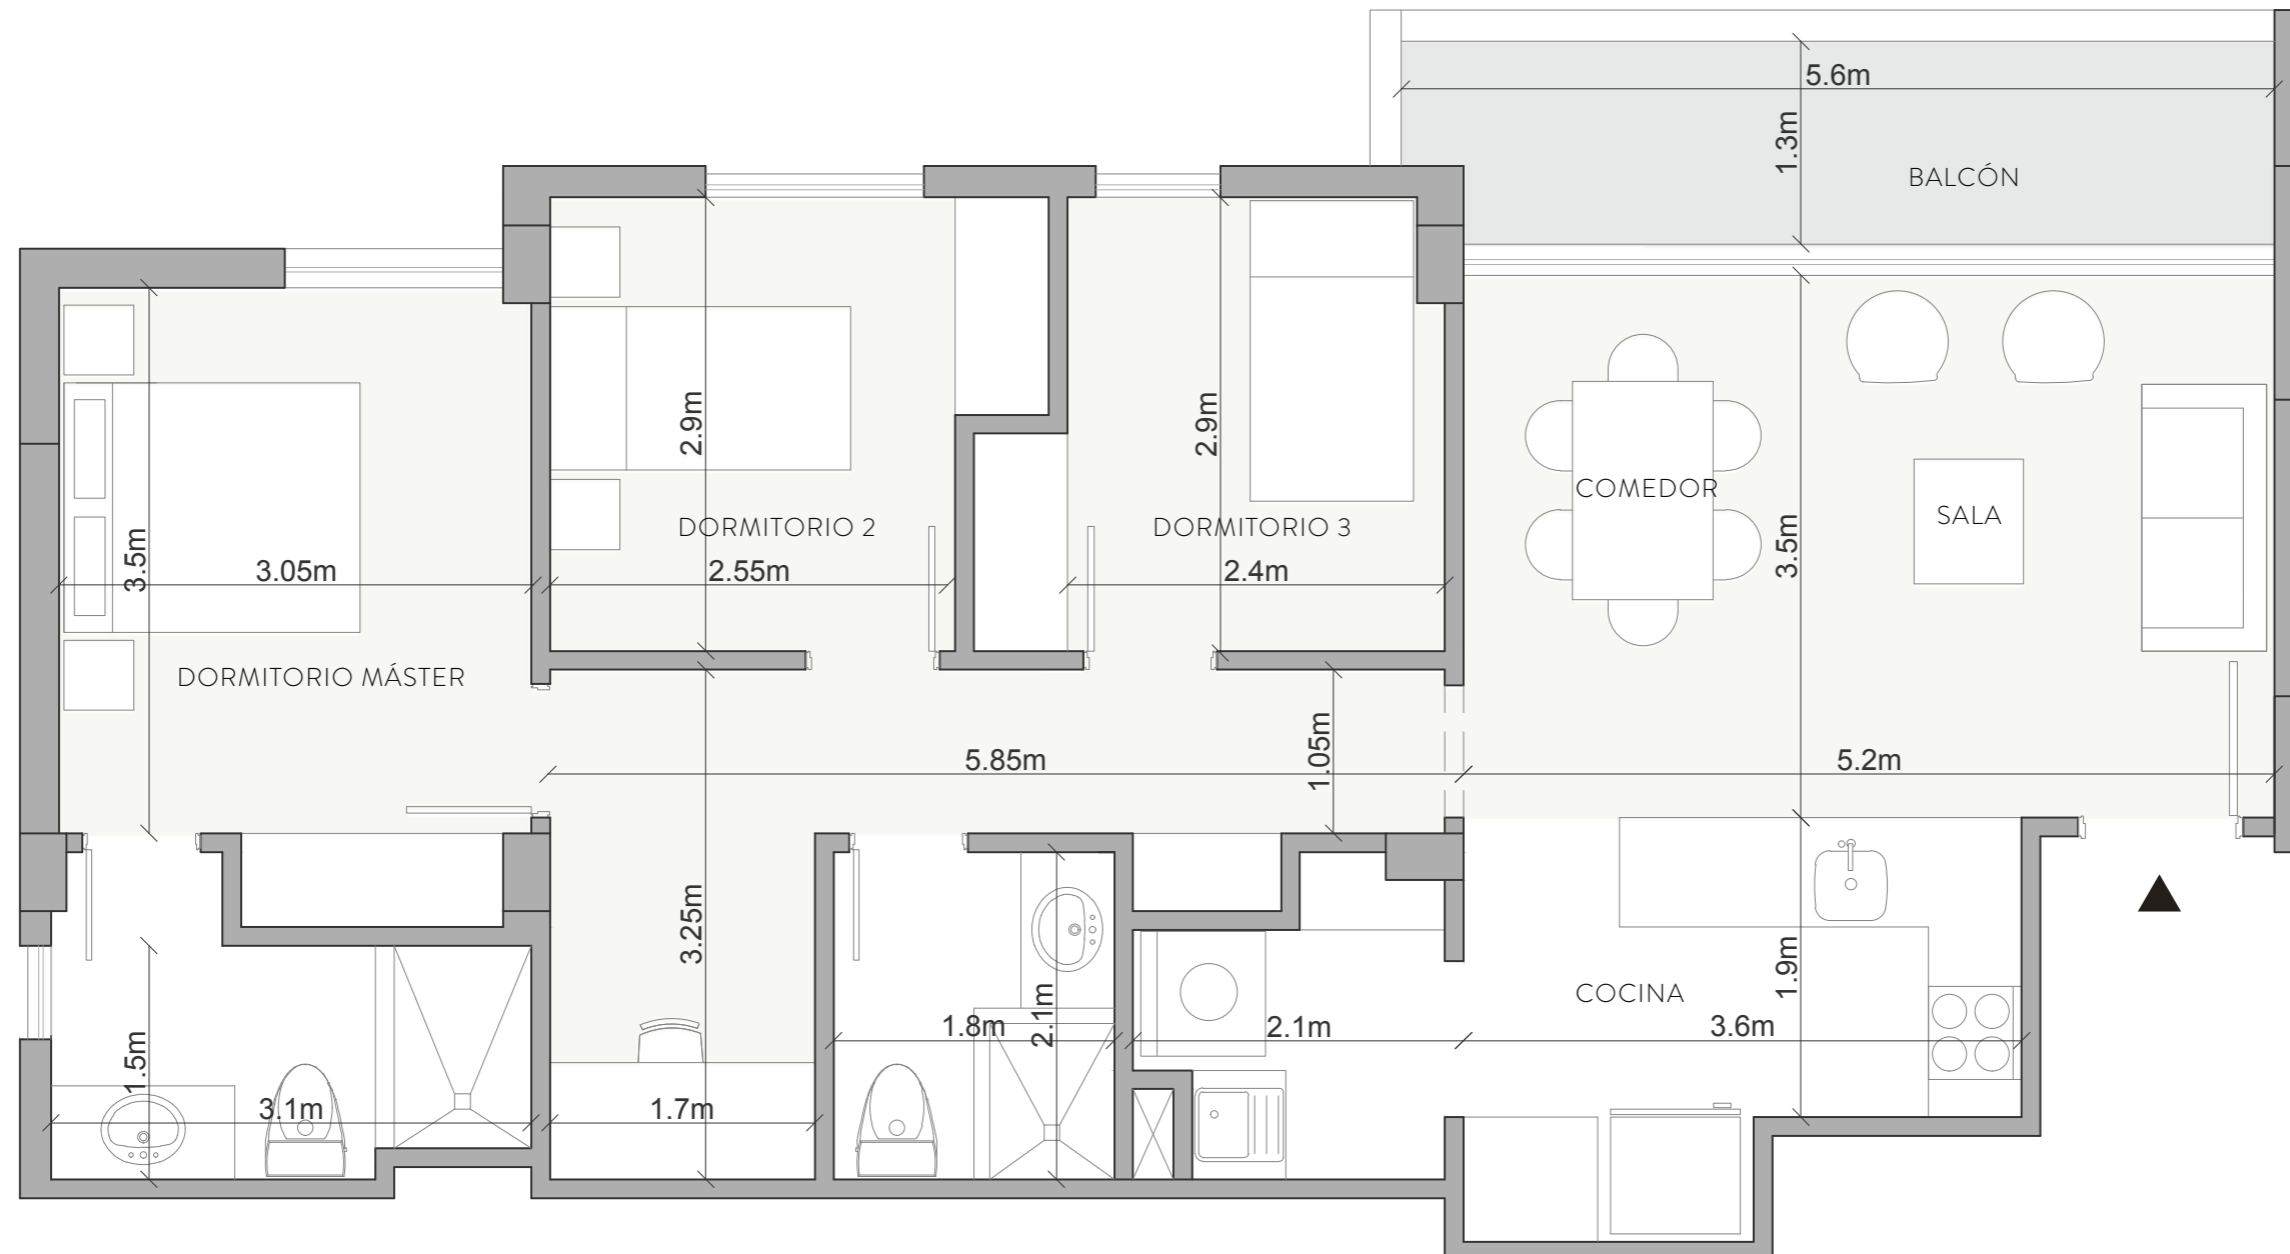 5.6m
1.3m
BALCÓN
2.9m
2.9m
COMEDOR
SALA
DORMITORIO 2
DORMITORIO 3
3.5m
3.5m
3.05m
2.55m
2.4m
DORMITORIO MÁSTER
5.85m
1.05m
5.2m
3.25m
1.9m
COCINA
2.1m
1.8m
2.1m
3.6m
1.5m
3.1m
1.7m